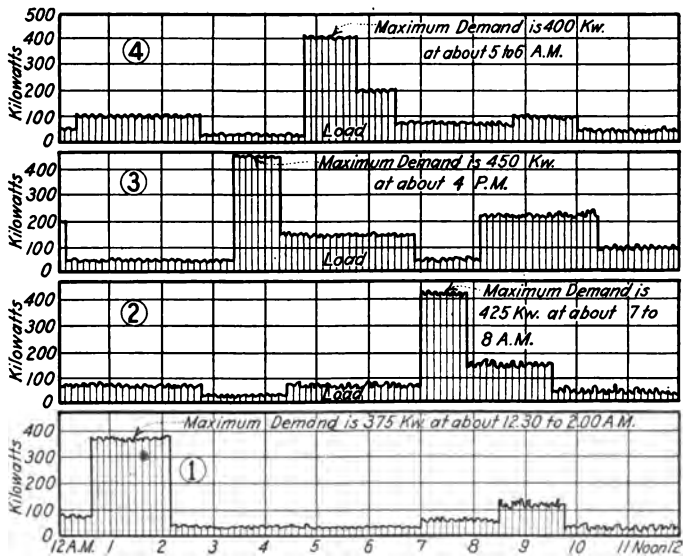 500
400
300
200
100
0
Kilowatts
④
Maximum Demand is 400 Kw.
at about 5 to 6 A.M.
Load
400
300
200
100
0
Kilowatts
③
Maximum Demand is 450 Kw.
at about 4 P.M.
Load
400
300
200
100
0
Kilowatts
②
Maximum Demand is
425 Kw. at about 7 to
8 A.M.
Load
400
300
200
100
0
Kilowatts
①
Maximum Demand is 375 Kw. at about 12.30 to 2.00 A.M.
12 A.M. 1 2 3 4 5 6 7 8 9 10 11 Noon 12